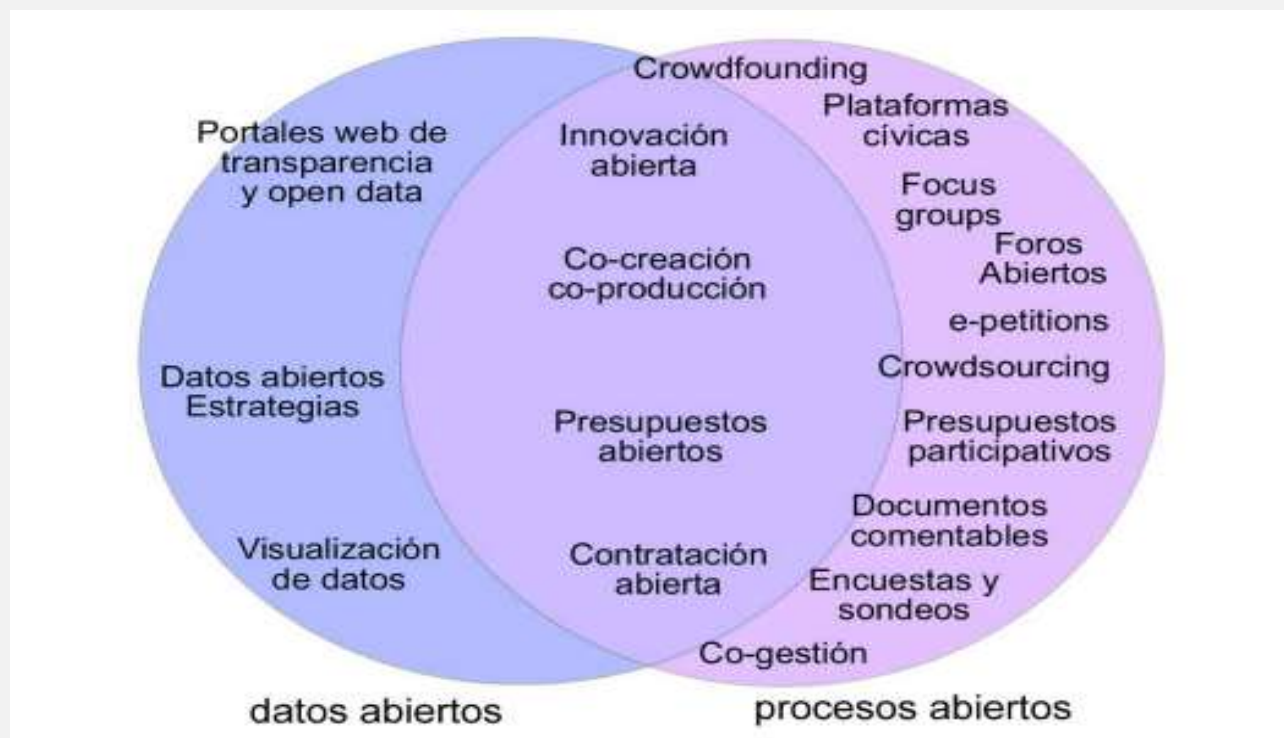 Portales web de
transparencia
y open data
Datos abiertos
Estrategias
Visualización
de datos
Innovación
abierta
Co-creación
co-producción
Presupuestos
abiertos
Contratación
abierta
Crowdfounding
Plataformas
cívicas
Focus
groups
Foros
Abiertos
e-petitions
Crowdsourcing
Presupuestos
participativos
Documentos
comentables
Encuestas y
sondeos
Co-gestión
datos abiertos
procesos abiertos